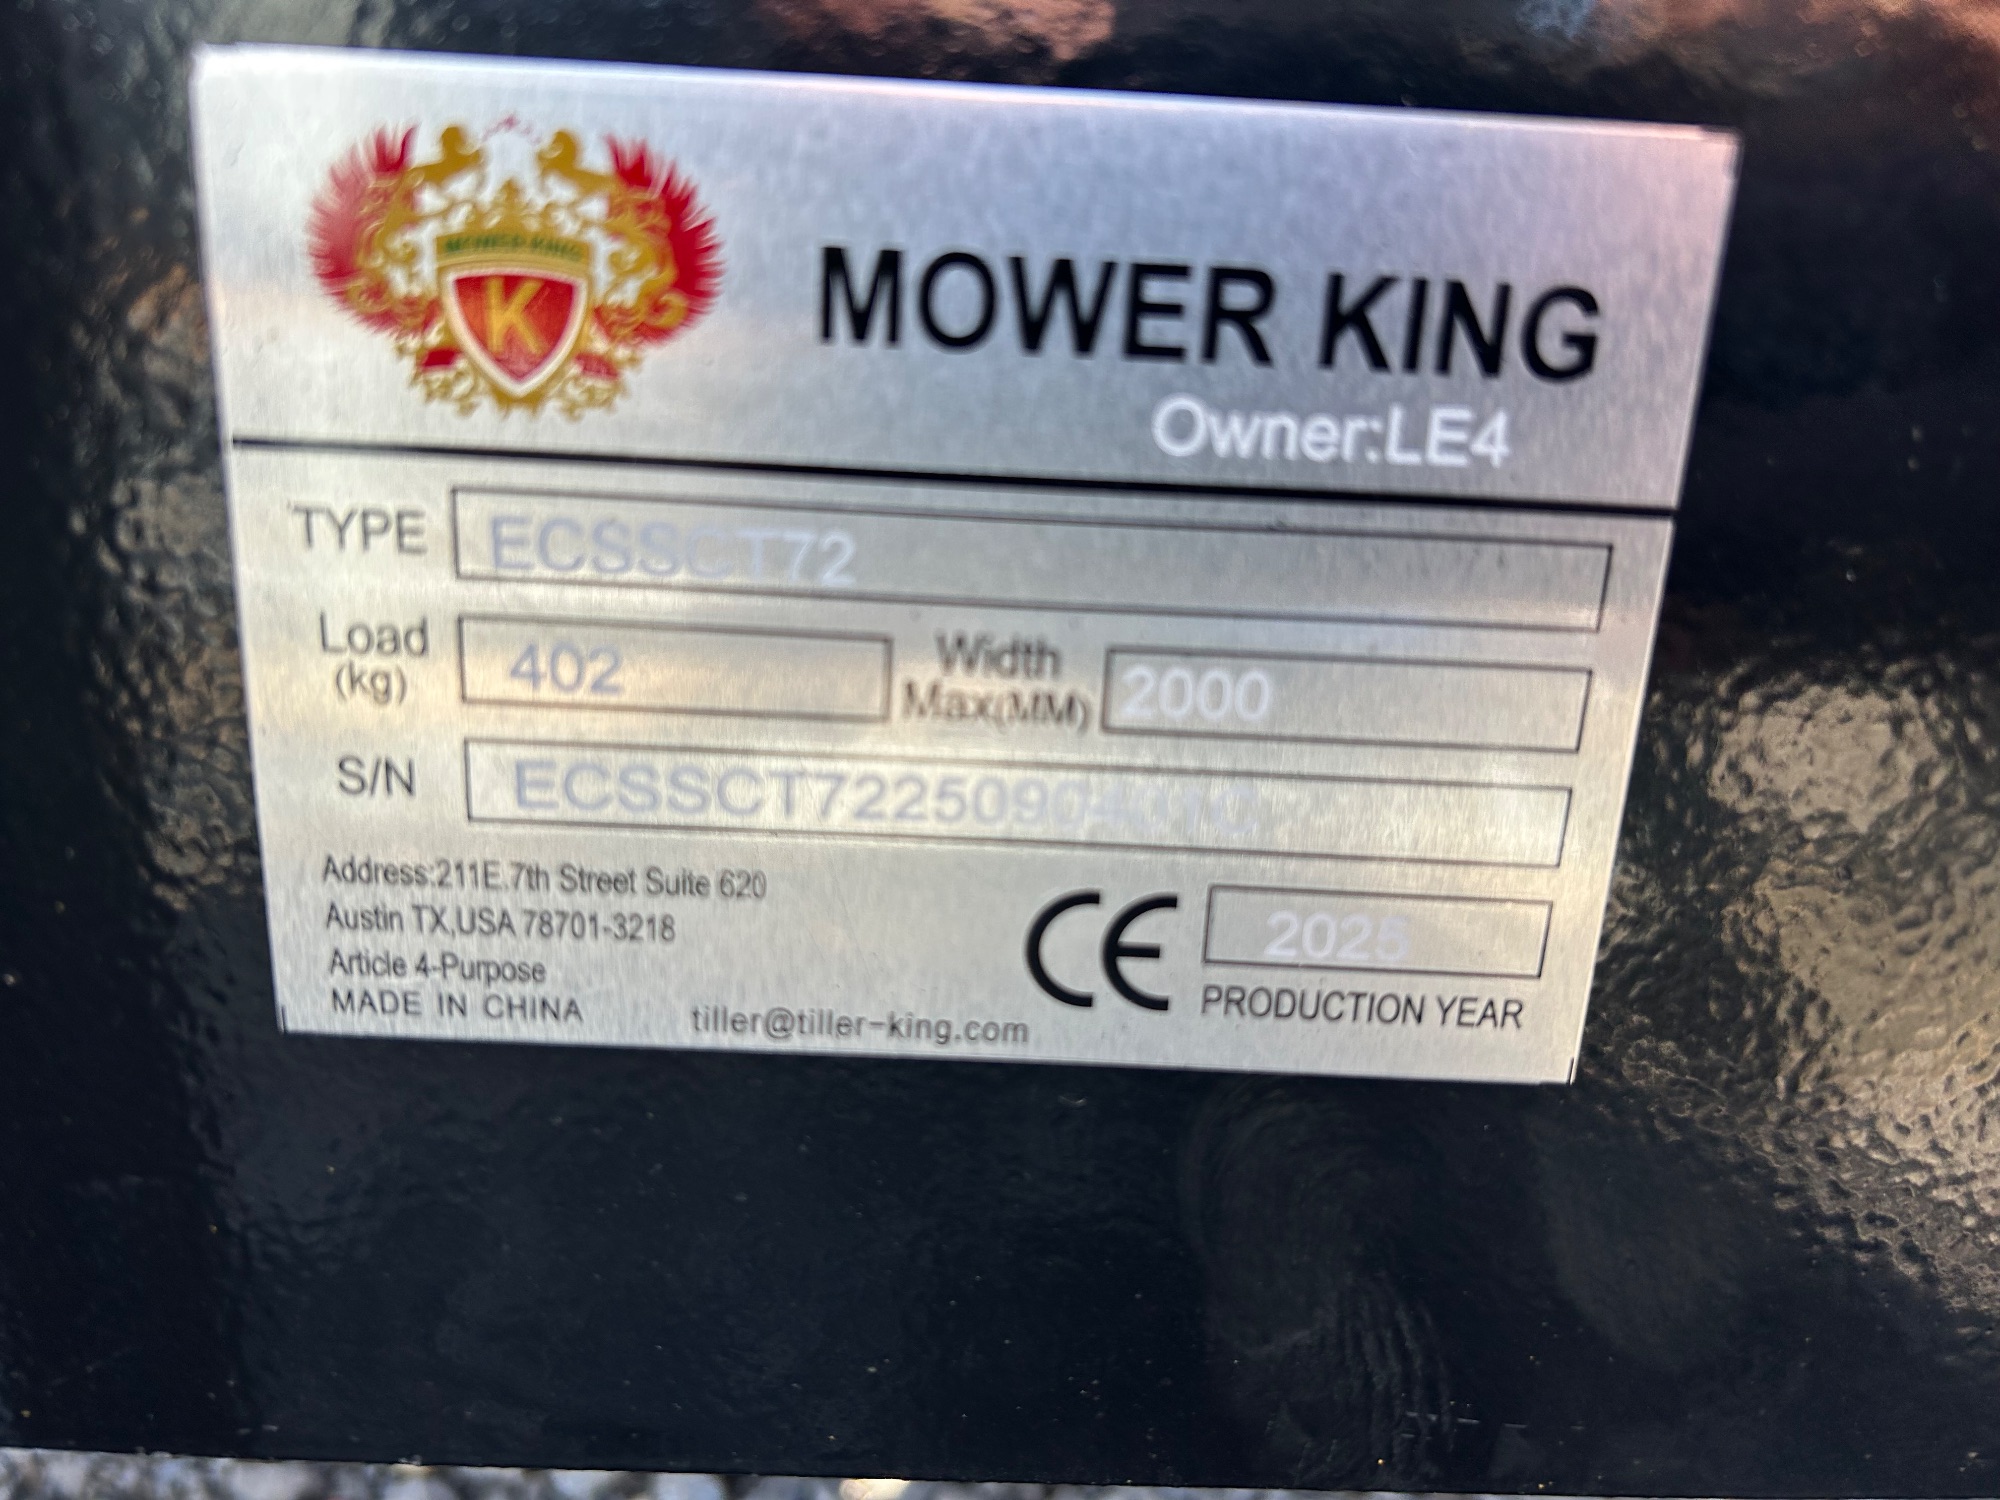 MOWER KING
K
MOWER KING
Owner:LE4
TYPE ECSSCT72
Load (kg) 402 Width Max(MM) 2000
S/N
Address:211E.7th Street Suite 620
Austin TX,USA 78701-3218
Article 4-Purpose
MADE IN CHINA
tiller@tiller-king.com
CE
2025
PRODUCTION YEAR